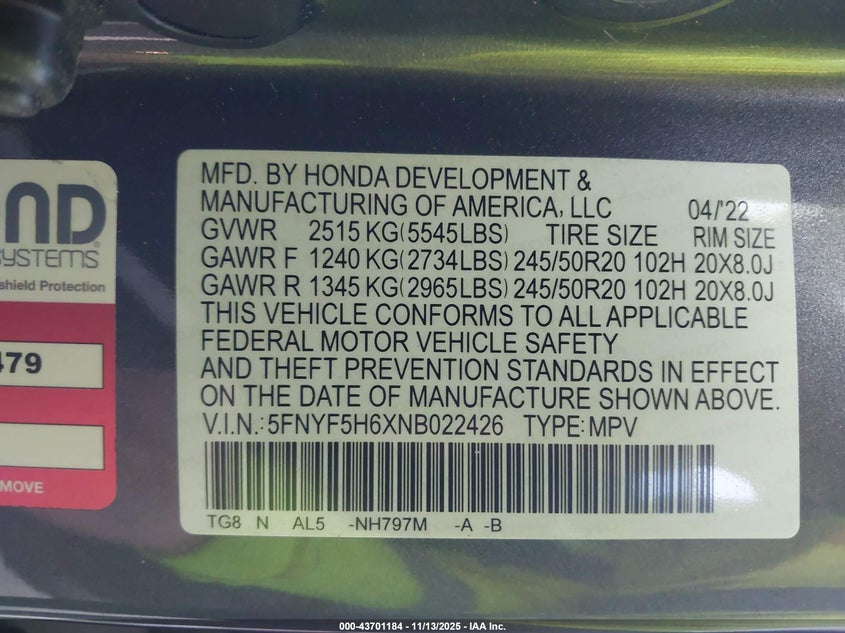 MFD. BY HONDA DEVELOPMENT &
MANUFACTURING OF AMERICA, LLC 04/'22
GVWR 2515 KG(5545LBS) TIRE SIZE RIM SIZE
GAWR F 1240 KG(2734LBS) 245/50R20 102H 20X8.0J
GAWR R 1345 KG(2965LBS) 245/50R20 102H 20X8.0J
THIS VEHICLE CONFORMS TO ALL APPLICABLE
FEDERAL MOTOR VEHICLE SAFETY
AND THEFT PREVENTION STANDARDS IN EFFECT
ON THE DATE OF MANUFACTURE SHOWN ABOVE.
V.I.N.:5FNYF5H6XNB022426 TYPE:MPV
TG8 N AL5 -NH797M -A -B
ND
SYSTEMS®
shield Protection
479
MOVE
000-43701184 - 11/13/2025 - IAA Inc.